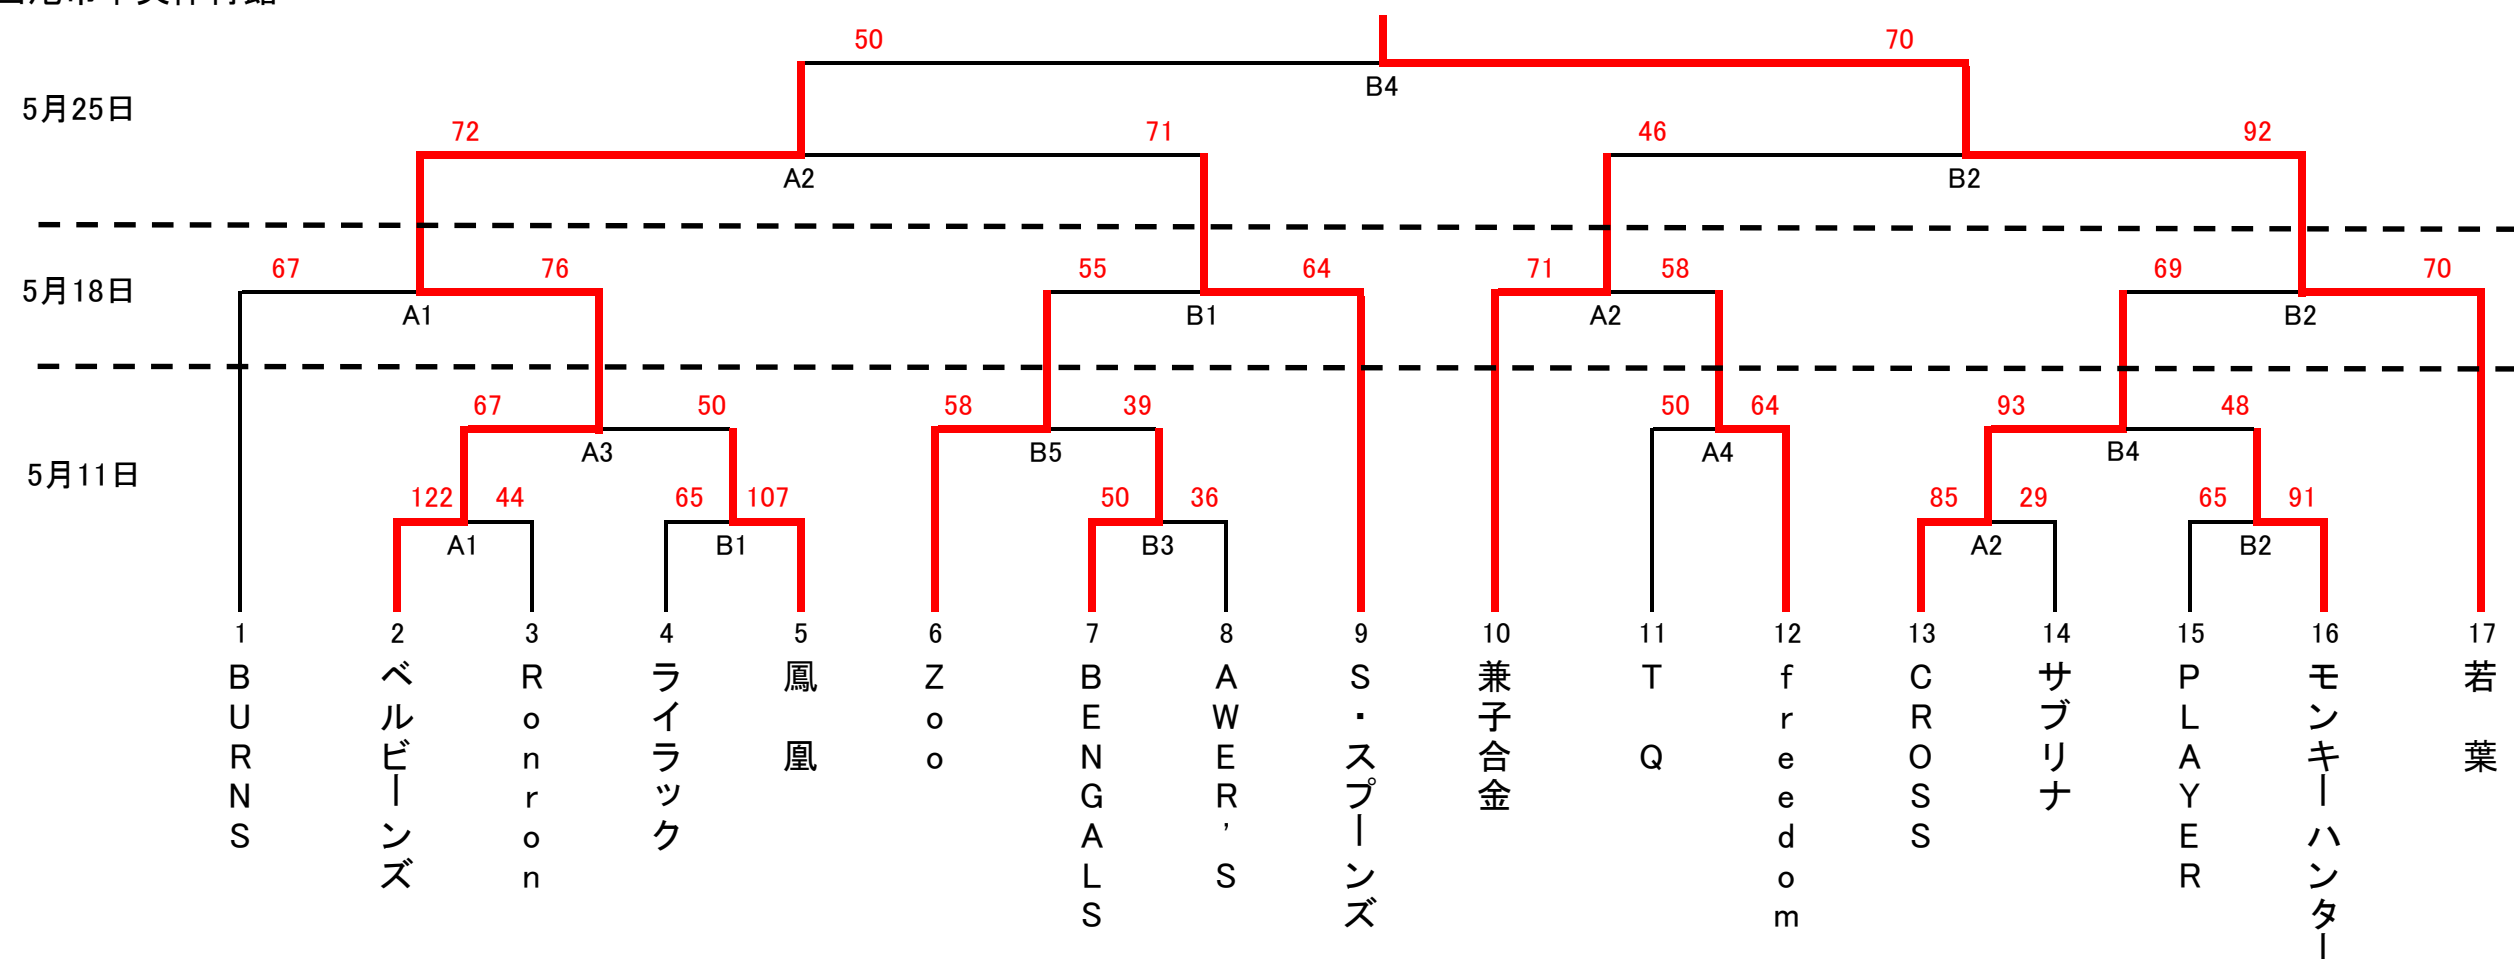 50 70
B4
5月25日
72 71 46 92
A2 B2
5月18日
67 76 55 64 71 58 69 70
A1 B1 A2 B2
67 50 58 39 50 64 93 48
A3 B5 A4 B4
5月11日
122 44 65 107 50 36 85 29 65 91
A1 B1 B3 A2 B2
1 2 3 4 5 6 7 8 9 10 11 12 13 14 15 16 17
BURNS
ベルビーンズ
Ronron
ライラック
鳳凰
Zoo
BENGALS
AWER'S
S・スプーンズ
兼子合金
TQ
freedom
CROSS
サブリナ
PLAYER
モンキーハンター
若葉